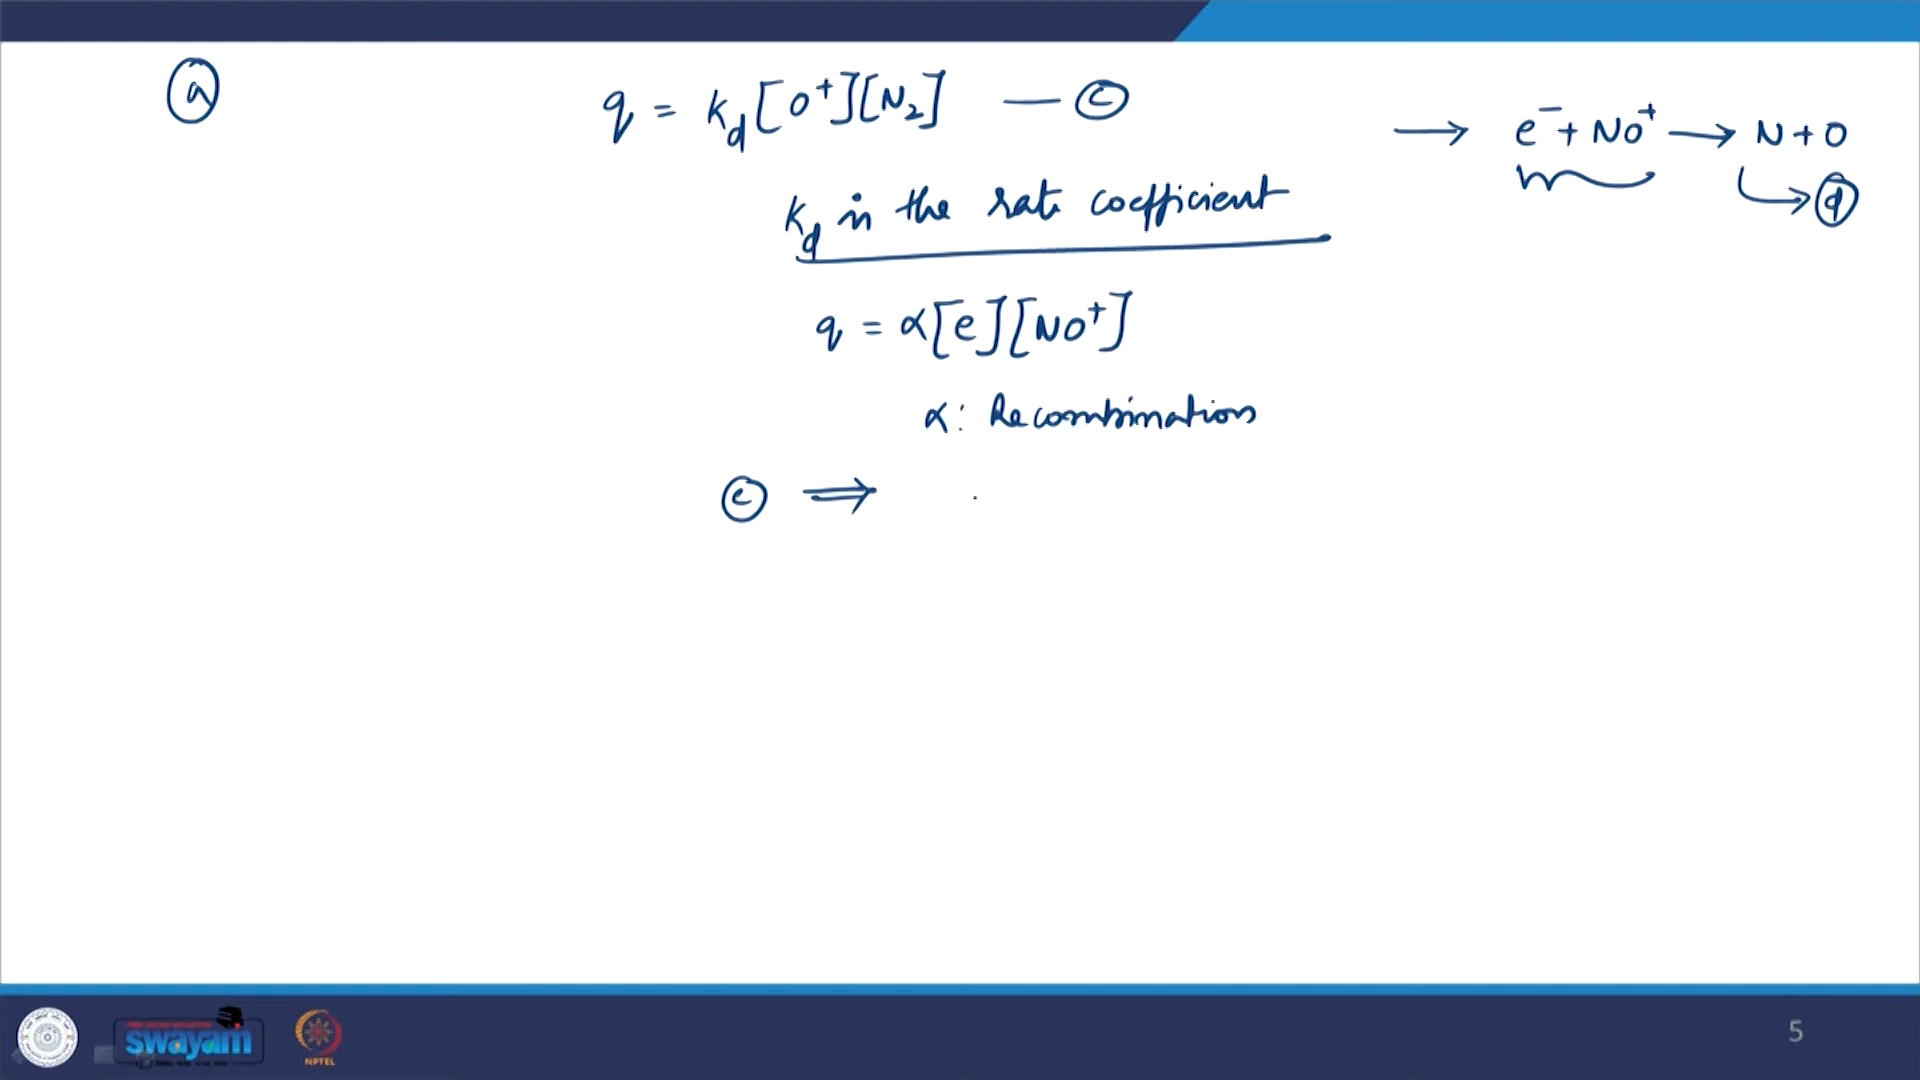 ⓐ
q = k_d [O⁺][N₂] — ⓒ
→ e⁻ + NO⁺ → N + O
↳ ⓓ
k_d is the rate coefficient
q = α[e][NO⁺]
α: Recombination
ⓒ ⇒
swayam
NPTEL
5